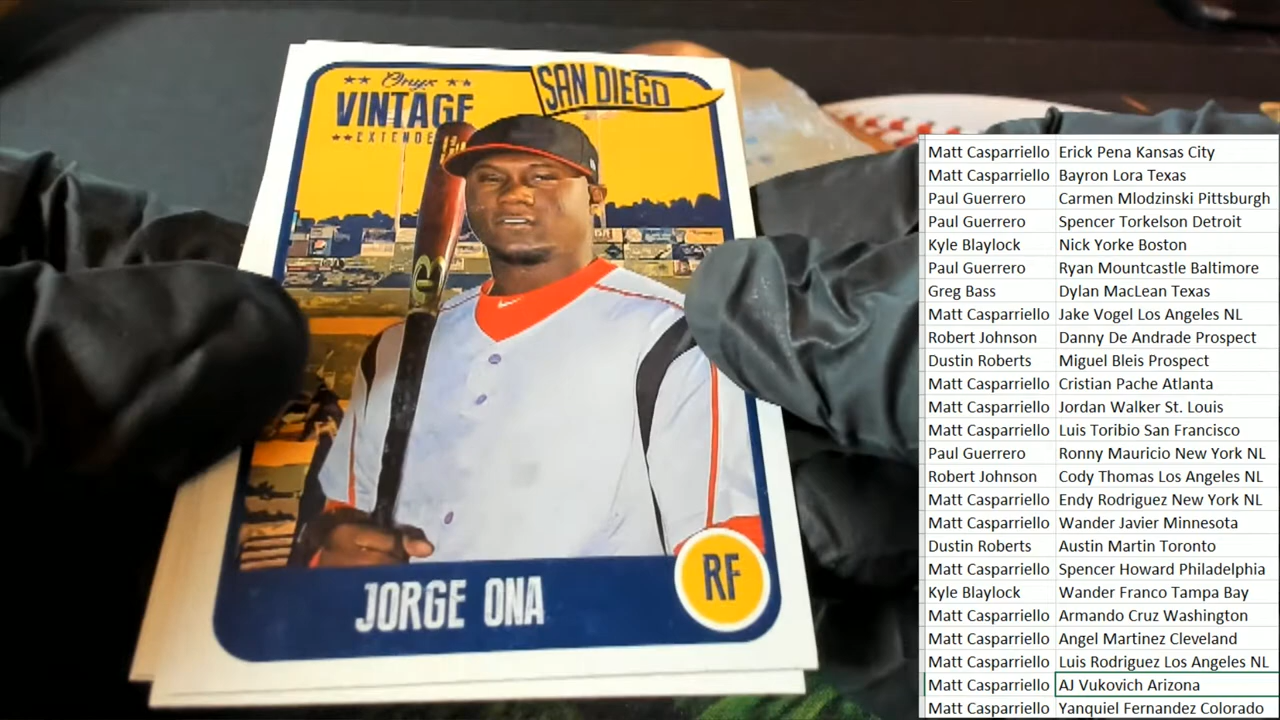 Onyx
VINTAGE
EXTENDED
SAN DIEGO
JORGE ONA
RF
Matt Casparriello Erick Pena Kansas City
Matt Casparriello Bayron Lora Texas
Paul Guerrero Carmen Mlodzinski Pittsburgh
Paul Guerrero Spencer Torkelson Detroit
Kyle Blaylock Nick Yorke Boston
Paul Guerrero Ryan Mountcastle Baltimore
Greg Bass Dylan MacLean Texas
Matt Casparriello Jake Vogel Los Angeles NL
Robert Johnson Danny De Andrade Prospect
Dustin Roberts Miguel Bleis Prospect
Matt Casparriello Cristian Pache Atlanta
Matt Casparriello Jordan Walker St. Louis
Matt Casparriello Luis Toribio San Francisco
Paul Guerrero Ronny Mauricio New York NL
Robert Johnson Cody Thomas Los Angeles NL
Matt Casparriello Endy Rodriguez New York NL
Matt Casparriello Wander Javier Minnesota
Dustin Roberts Austin Martin Toronto
Matt Casparriello Spencer Howard Philadelphia
Kyle Blaylock Wander Franco Tampa Bay
Matt Casparriello Armando Cruz Washington
Matt Casparriello Angel Martinez Cleveland
Matt Casparriello Luis Rodriguez Los Angeles NL
Matt Casparriello AJ Vukovich Arizona
Matt Casparriello Yanquiel Fernandez Colorado